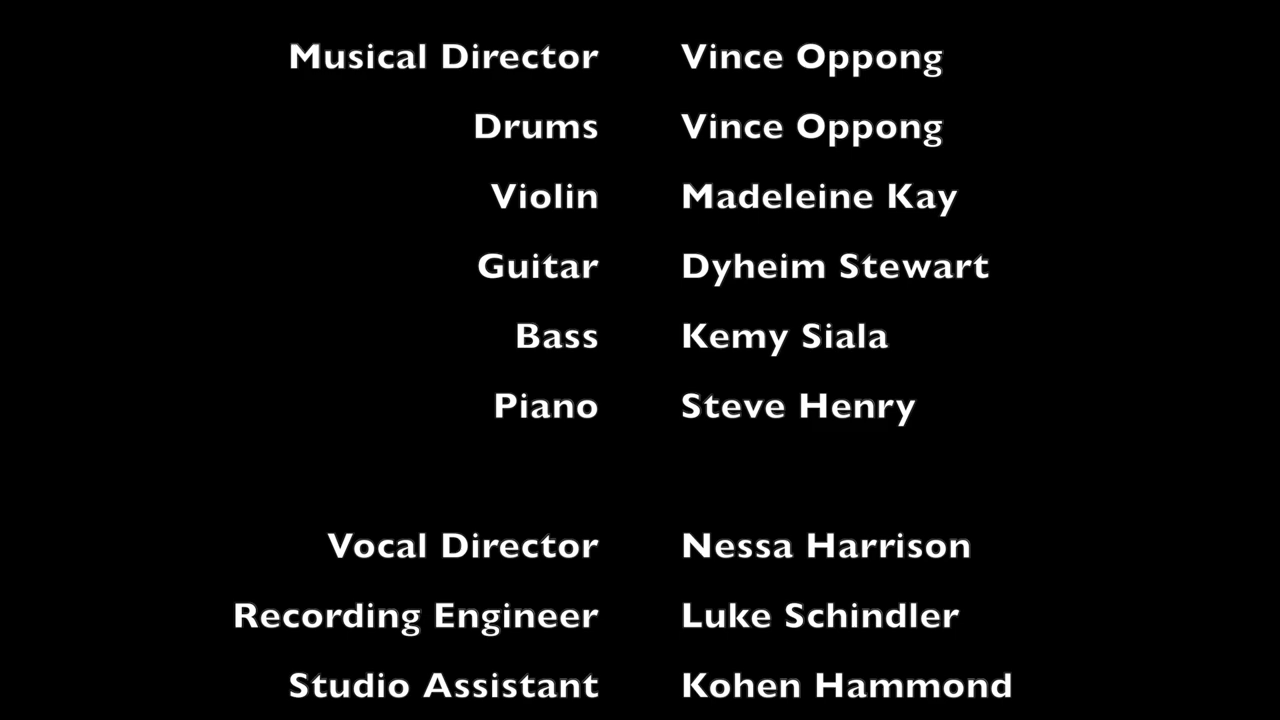 Musical Director Vince Oppong
Drums Vince Oppong
Violin Madeleine Kay
Guitar Dyheim Stewart
Bass Kemy Siala
Piano Steve Henry
Vocal Director Nessa Harrison
Recording Engineer Luke Schindler
Studio Assistant Kohen Hammond